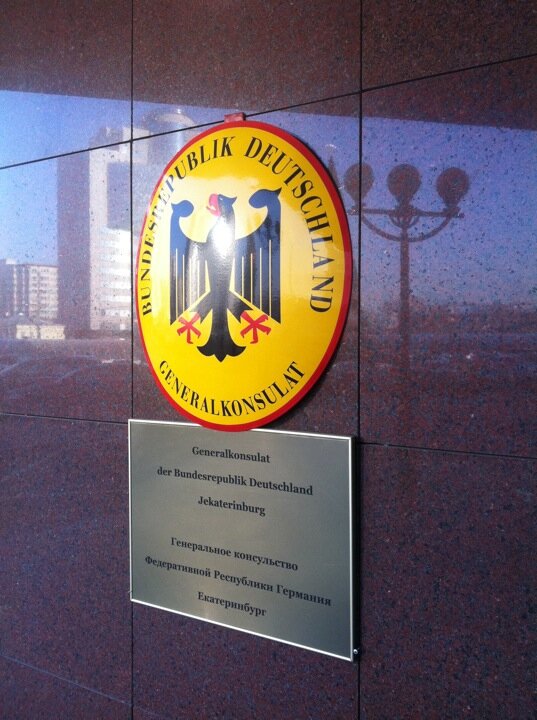 BUNDESREPUBLIK DEUTSCHLAND
GENERALKONSULAT
Generalkonsulat
der Bundesrepublik Deutschland
Jekaterinburg
Генеральное консульство
Федеративной Республики Германия
Екатеринбург